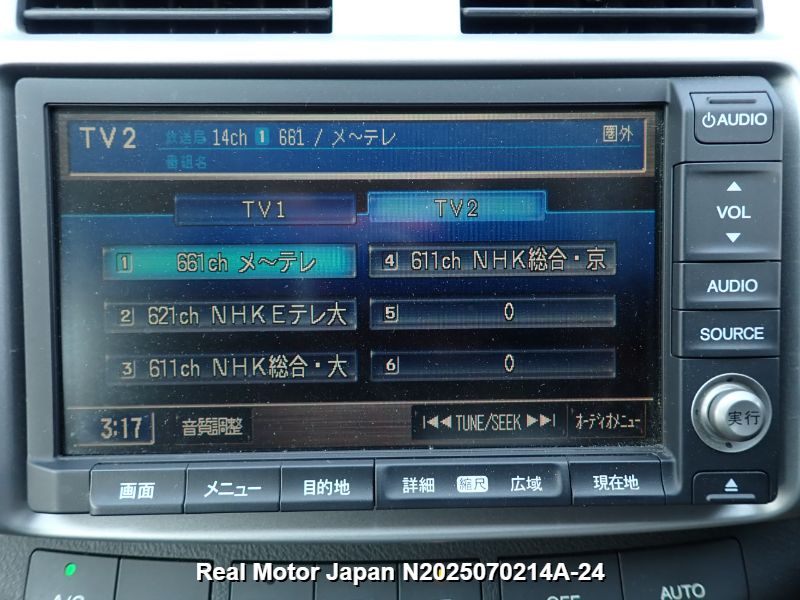 TV2 放送局 14ch 1 661 / メ〜テレ 圏外
番組名
TV1 TV2
1 661ch メ〜テレ
2 621ch NHKEテレ大
3 611ch NHK総合・大
4 611ch NHK総合・京
5 0
6 0
3:17 音質調整 TUNE/SEEK オーディオメニュー
AUDIO
VOL
AUDIO
SOURCE
実行
画面 メニュー 目的地 詳細 縮尺 広域 現在地
A/C OFF AUTO
Real Motor Japan N2025070214A-24